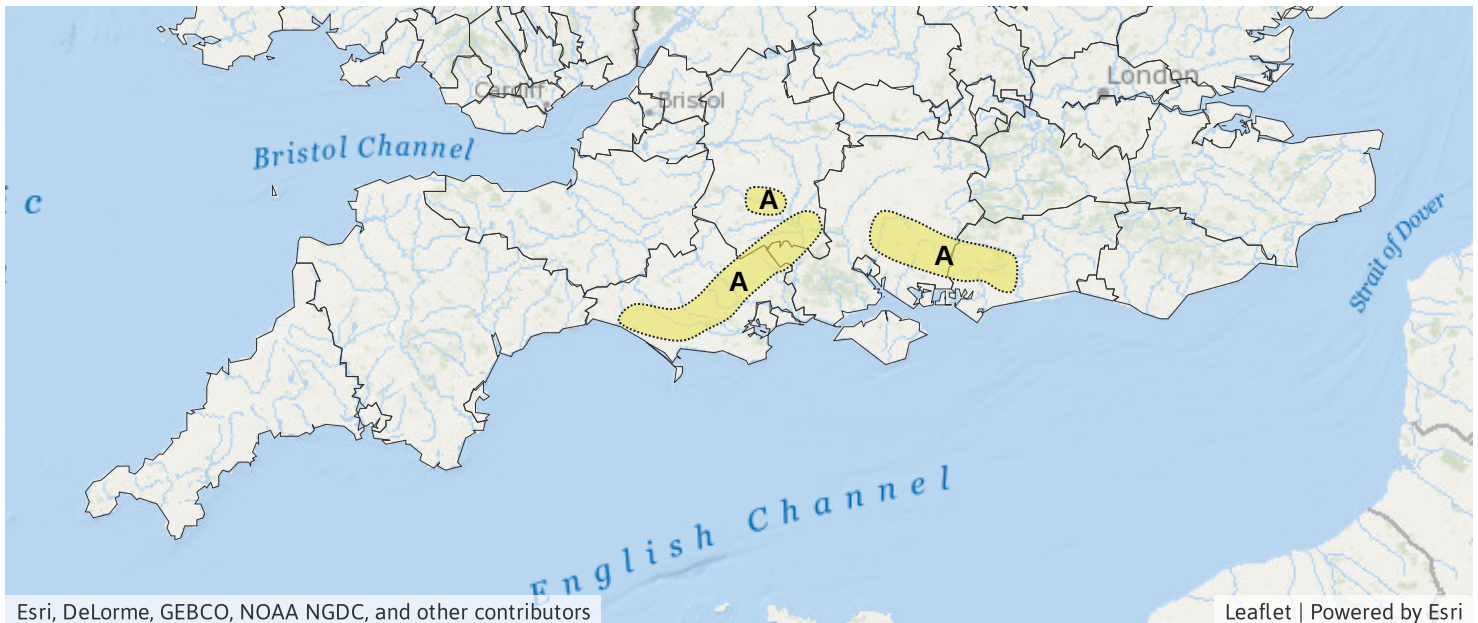 London
Cardiff
Bristol
Bristol Channel
c
A
Strait of Dover
A
A
English Channel
Esri, DeLorme, GEBCO, NOAA NGDC, and other contributors
Leaflet | Powered by Esri